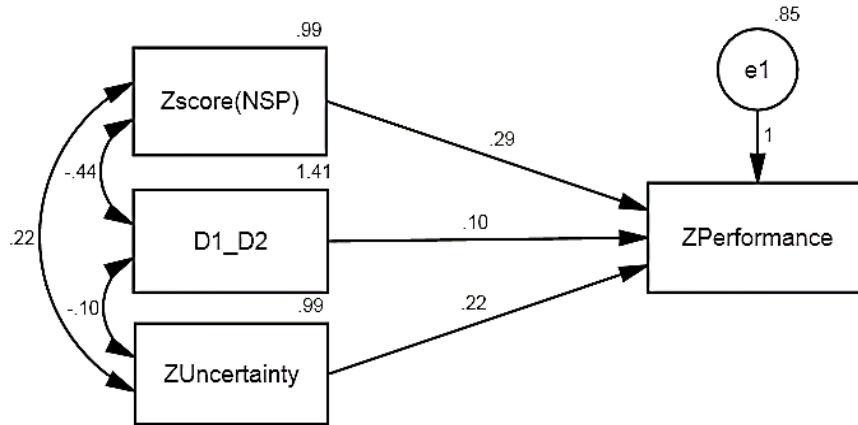 .85
.99
e1
Zscore(NSP)
1
.29
-.44
1.41
.22
D1_D2
.10
ZPerformance
-.10
.99
.22
ZUncertainty